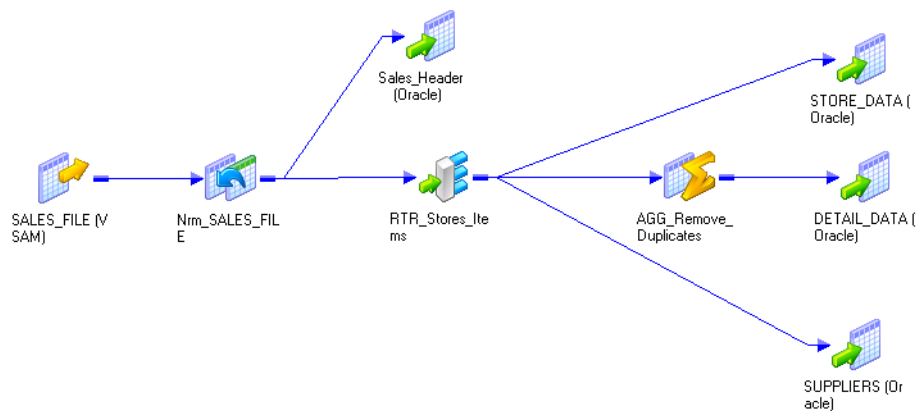 Sales_Header
(Oracle)
STORE_DATA (
Oracle)
SALES_FILE (V
SAM)
Nrm_SALES_FIL
E
RTR_Stores_Ite
ms
AGG_Remove_
Duplicates
DETAIL_DATA (
Oracle)
SUPPLIERS (Or
acle)